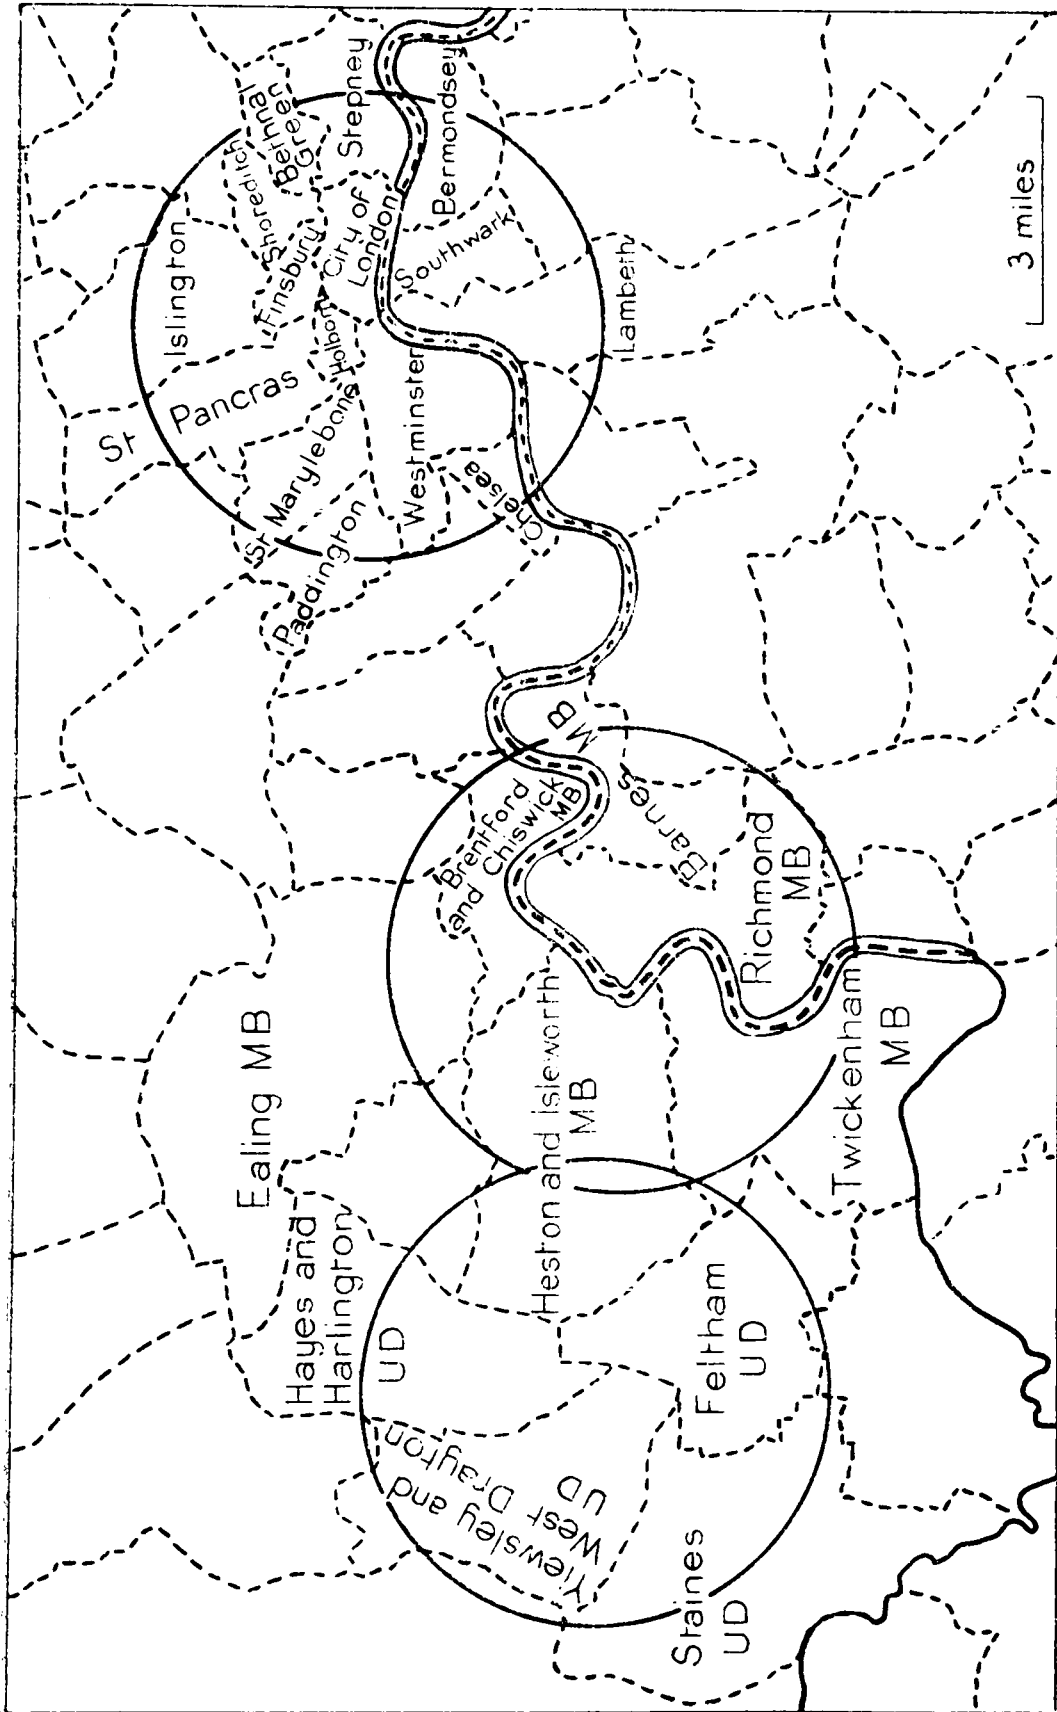 St
Pancras
Islington
Shoreditch
Bethnal
Green
Finsbury
Stepney
St Marylebone
Holborn
City of
London
Paddington
Westminster
Southwark
Bermondsey
Chelsea
Lambeth
Ealing MB
Hayes and
Harlington
UD
Yiewsley and
West Drayton
UD
Brentford
and Chiswick
MB
Barnes
MB
Heston and Isleworth
MB
Richmond
MB
Twickenham
MB
Feltham
UD
Staines
UD
3 miles